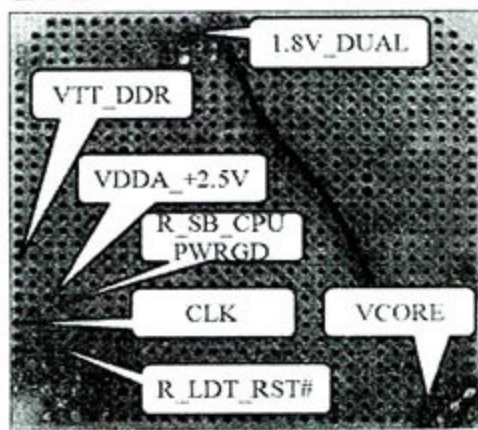 1.8V_DUAL
VTT_DDR
VDDA_+2.5V
R_SB_CPU
PWRGD
CLK
VCORE
R_LDT_RST#